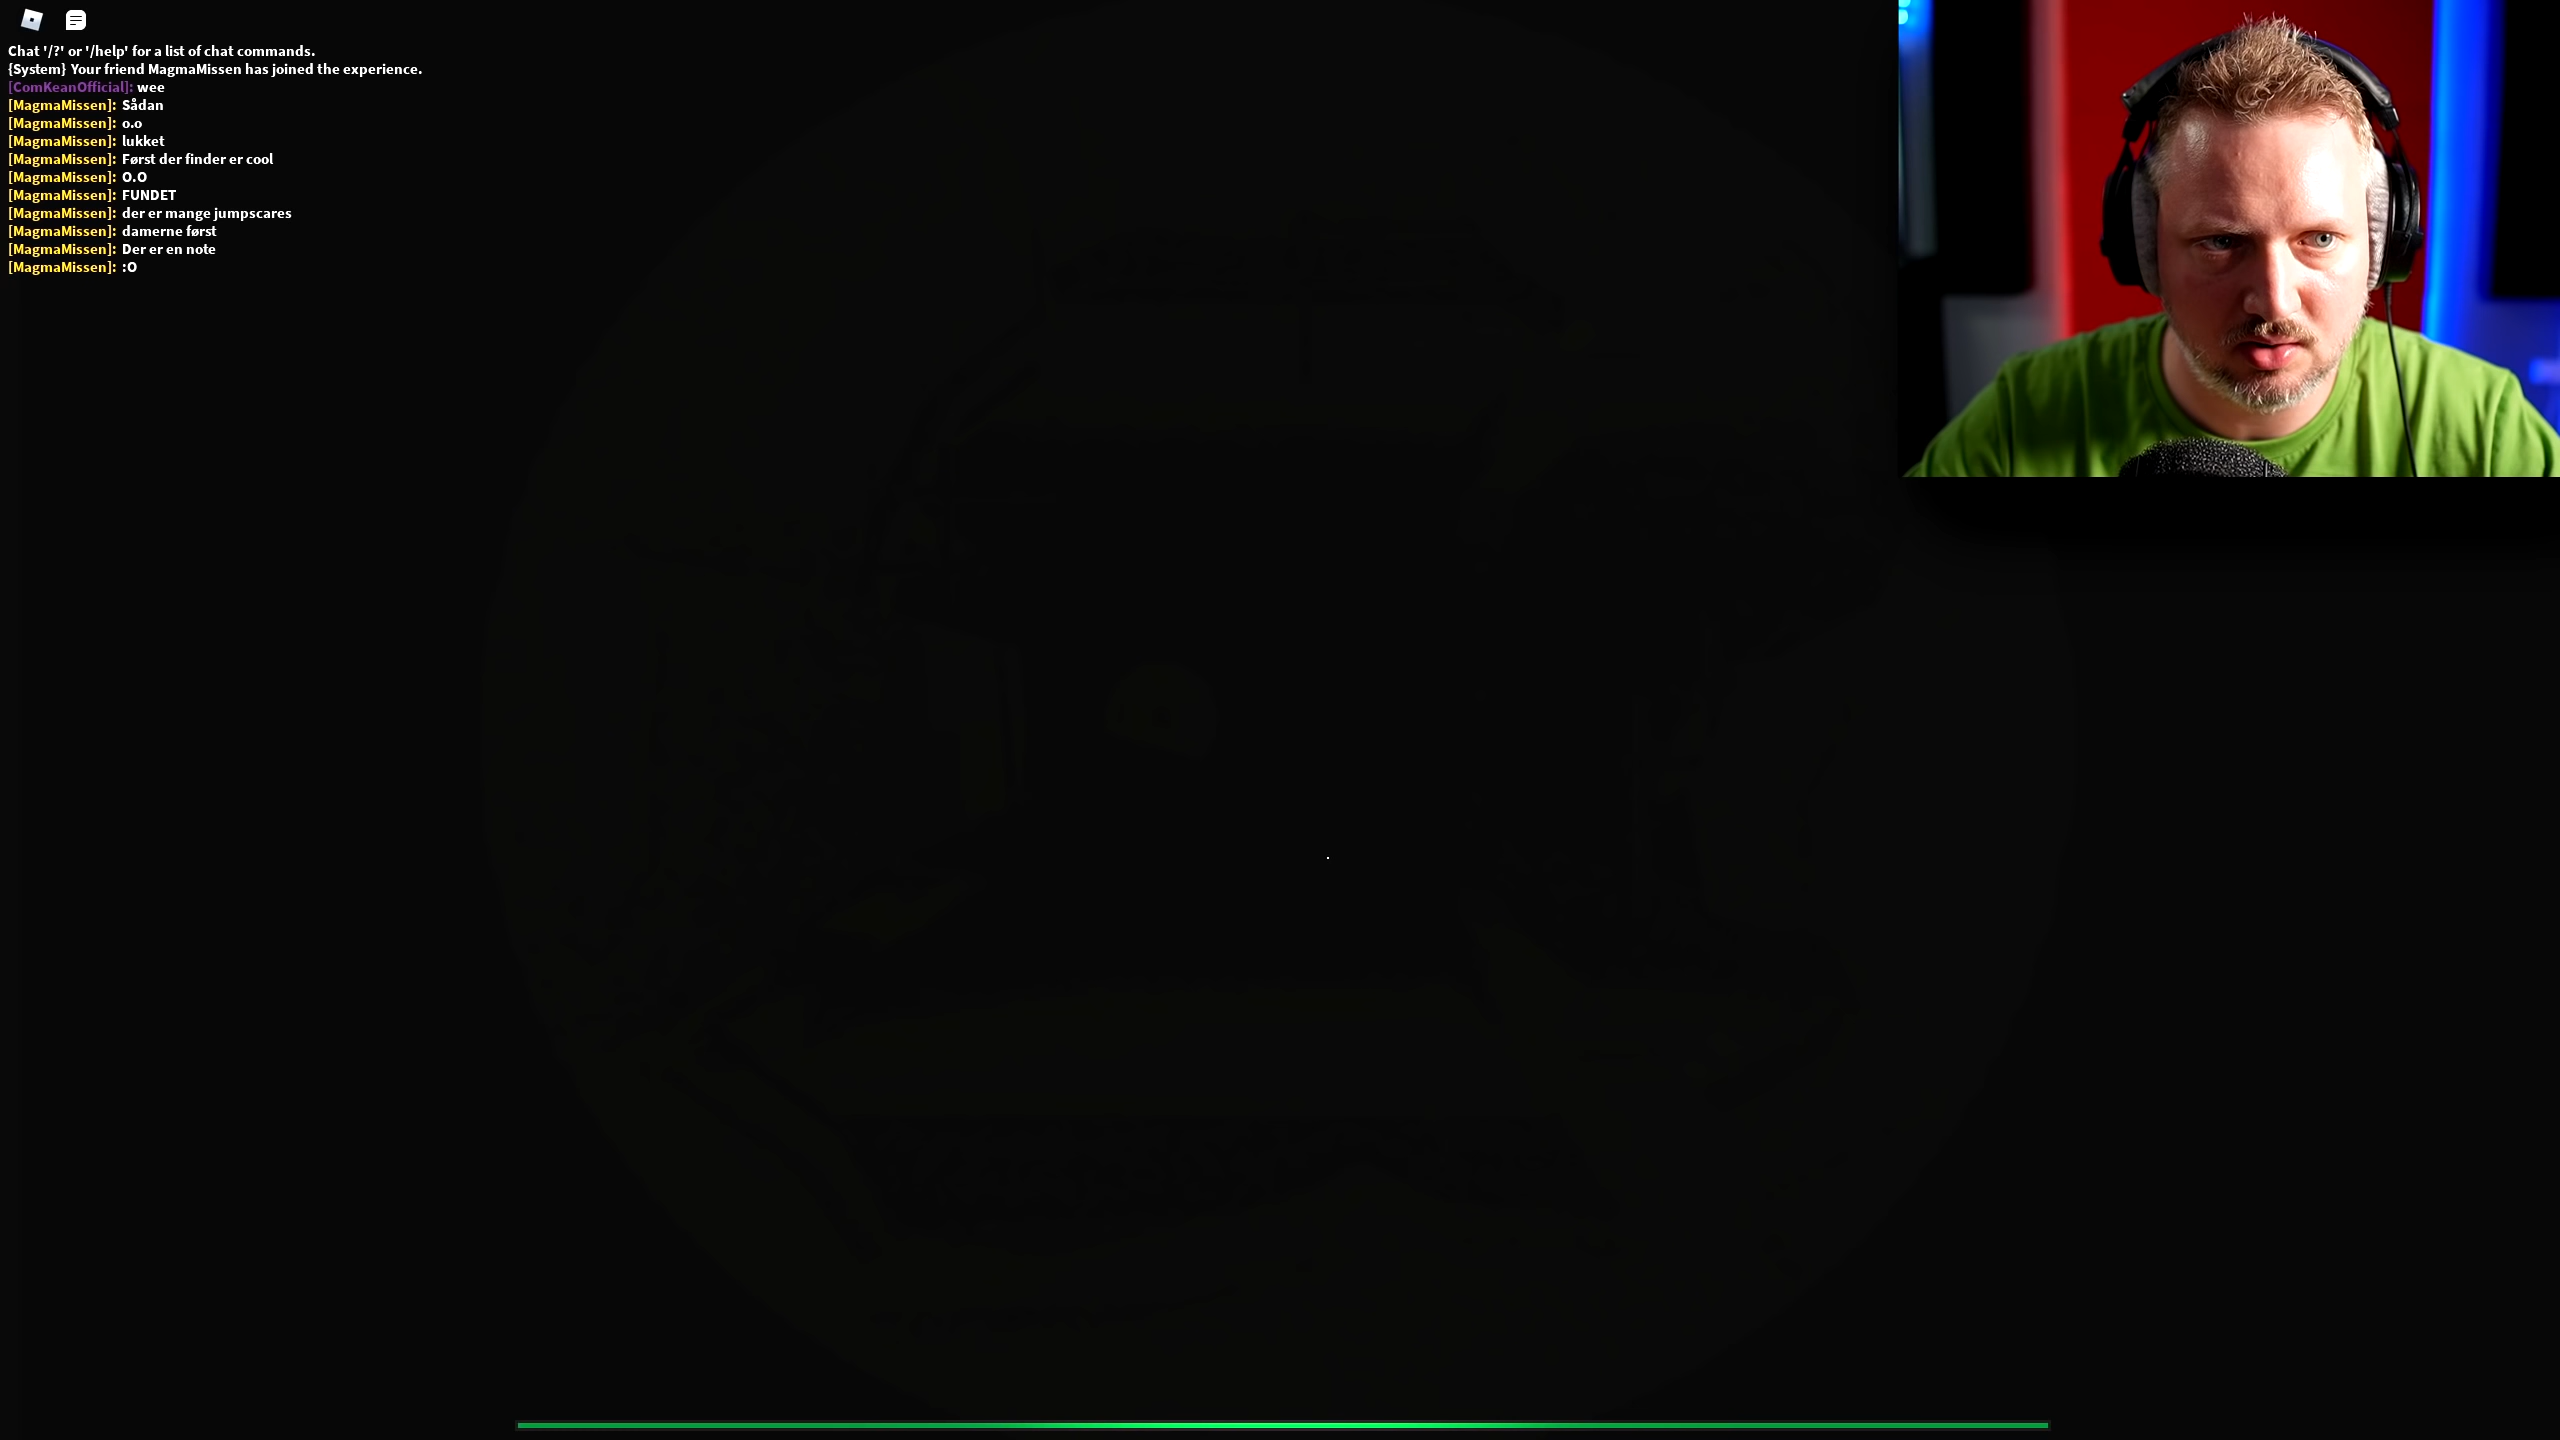 Chat '/?' or '/help' for a list of chat commands.
{System} Your friend MagmaMissen has joined the experience.
[ComKeanOfficial]: wee
[MagmaMissen]: Sådan
[MagmaMissen]: o.o
[MagmaMissen]: lukket
[MagmaMissen]: Først der finder er cool
[MagmaMissen]: O.O
[MagmaMissen]: FUNDET
[MagmaMissen]: der er mange jumpscares
[MagmaMissen]: damerne først
[MagmaMissen]: Der er en note
[MagmaMissen]: :O